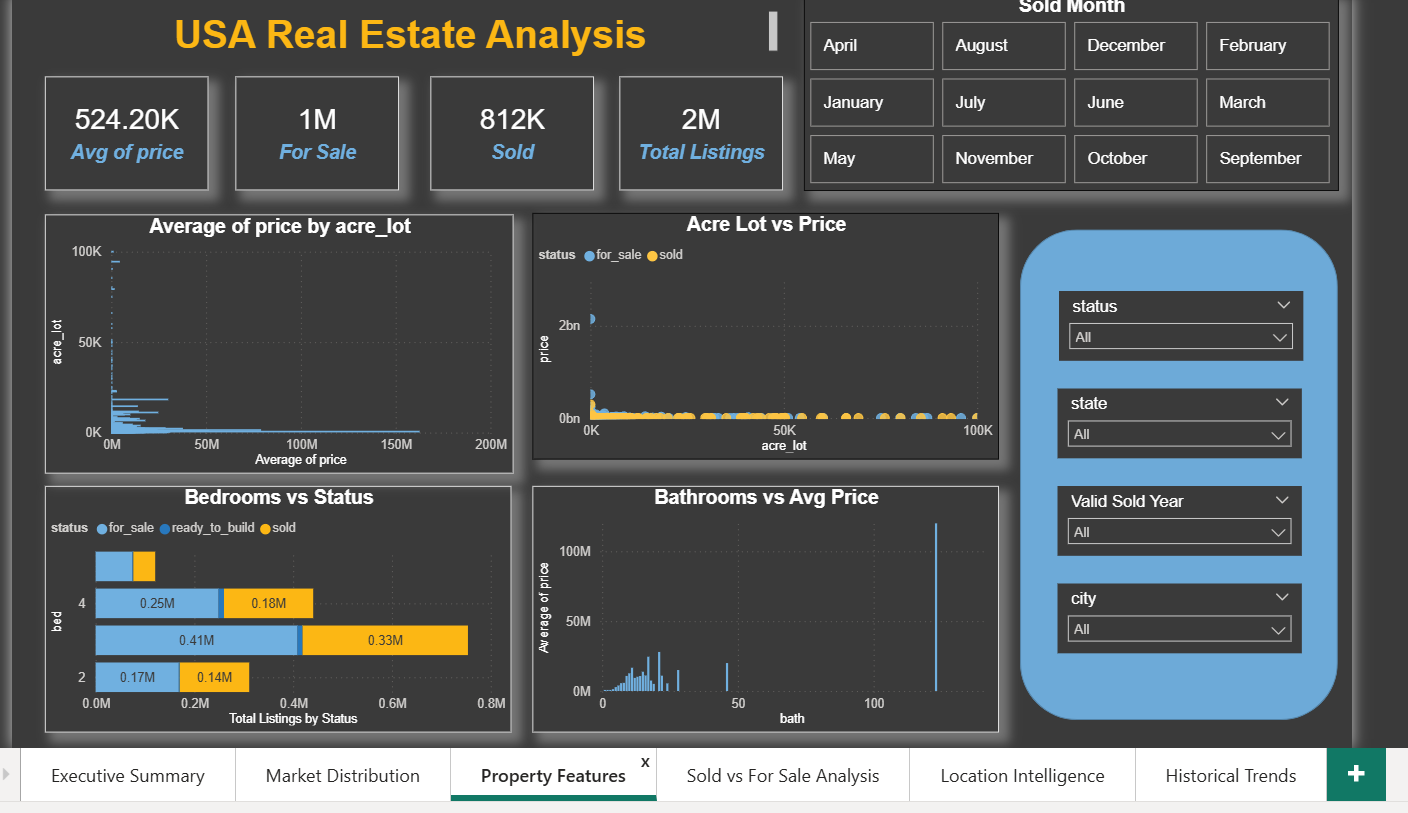 USA Real Estate Analysis
Sold Month
April
August
December
February
January
July
June
March
May
November
October
September
524.20K
Avg of price
1M
For Sale
812K
Sold
2M
Total Listings
Average of price by acre_lot
acre_lot
100K
50K
0K
0M
50M
100M
150M
200M
Average of price
Acre Lot vs Price
status for_sale sold
price
2bn
0bn
0K
50K
100K
acre_lot
Bedrooms vs Status
status for_sale ready_to_build sold
bed
4
2
0.25M
0.18M
0.41M
0.33M
0.17M
0.14M
0.0M
0.2M
0.4M
0.6M
0.8M
Total Listings by Status
Bathrooms vs Avg Price
Average of price
100M
50M
0M
0
50
100
bath
status
All
state
All
Valid Sold Year
All
city
All
Executive Summary
Market Distribution
Property Features
x
Sold vs For Sale Analysis
Location Intelligence
Historical Trends
+